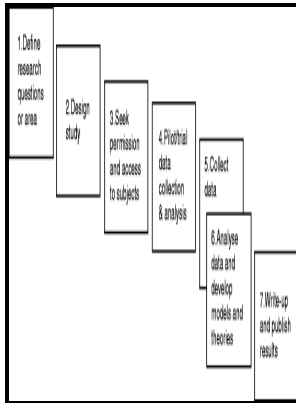 1.Define
research
questions
or area
2.Design
study
3.Seek
permission
and access
to subjects
4.Pilot/trial
data
collection
& analysis
5.Collect
data
6.Analyse
data and
develop
models and
theories
7.Write-up
and publish
results